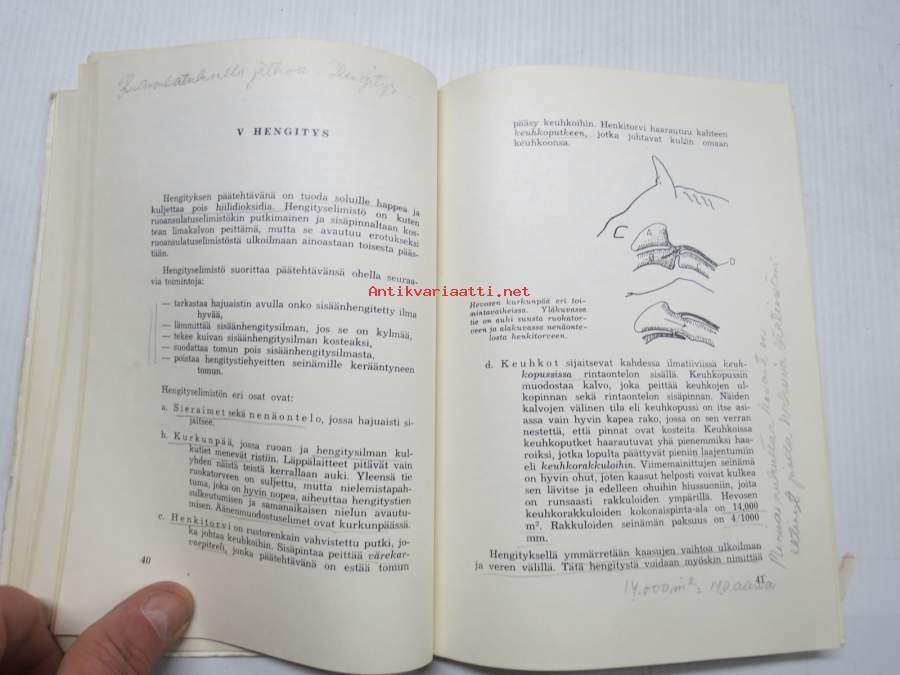 jatkoa - Hengitys
V HENGITYS
Hengityksen päätehtävänä on tuoda soluille happea ja
kuljettaa pois hiilidioksidia. Hengityselimistö on kuten
ruoansulatuselimistökin putkimainen ja sisäpinnaltaan kos-
tean limakalvon peittämä, mutta se avautuu erotukseksi
ruoansulatuselimistöstä ulkoilmaan ainoastaan toisesta pääs-
tään.
Hengityselimistö suorittaa päätehtävänsä ohella seuraa-
via toimintoja:
— tarkastaa hajuaistin avulla onko sisäänhengitetty ilma
hyvää,
— lämmittää sisäänhengitysilman, jos se on kylmää,
— tekee kuivan sisäänhengitysilman kosteaksi,
— suodattaa tomun pois sisäänhengitysilmasta,
— poistaa hengitystiehyeitten seinämille kerääntyneen
tomun.
Hengityselimistön eri osat ovat:
a. Sieraimet sekä nenäontelo, jossa hajuaisti si-
jaitsee.
b. Kurkunpää, jossa ruoan ja hengitysilman kul-
kutiet menevät ristiin. Läppälaitteet pitävät vain
yhden näistä teistä kerrallaan auki. Yleensä tie
ruokatorveen on suljettu, mutta nielemistapah-
tuma, joka on hyvin nopea, aiheuttaa hengitystien
sulkeutumisen ja samanaikaisen nielun avautu-
misen. Äänenmuodostuselimet ovat kurkunpäässä.
c. Henkitorvi on rustorenkain vahvistettu putki, jo-
ka johtaa keuhkoihin. Sisäpintaa peittää värekar-
vaepiteeli, jonka päätehtävänä on estää tomun
40
pääsy keuhkoihin. Henkitorvi haarautuu kahteen
keuhkoputkeen, jotka johtavat kukin omaan
keuhkoonsa.
C
A
D
Antikvariaatti.net
Hevosen kurkunpää eri toi-
mintavaiheissa. Yläkuvassa
tie on auki suusta ruokator-
veen ja alakuvassa nenäonte-
losta henkitorveen.
d. Keuhkot sijaitsevat kahdessa ilmatiiviissä keuh-
kopussissa rintaontelon sisällä. Keuhkopussin
muodostaa kalvo, joka peittää keuhkojen ul-
kopinnan sekä rintaontelon sisäpinnan. Näiden
kalvojen välinen tila eli keuhkopussi on itse asi-
assa vain hyvin kapea rako, jossa on sen verran
nestettä, että pinnat ovat kosteita. Keuhkoissa
keuhkoputket haarautuvat yhä pienemmiksi haa-
roiksi, jotka lopulta päättyvät pieniin laajentumiin
eli keuhkorakkuloihin. Viimemainittujen seinämä
on hyvin ohut, joten kaasut helposti voivat kulkea
sen lävitse ja edelleen ohuihin hiussuoniin, joita
on runsaasti rakkuloiden ympärillä. Hevosen
keuhkorakkuloiden kokonaispinta-ala on 14,000
m². Rakkuloiden seinämän paksuus on 4/1000
mm.
Hengityksellä ymmärretään kaasujen vaihtoa ulkoilman
ja veren välillä. Tätä hengitystä voidaan myöskin nimittää
41
14.000 m² =